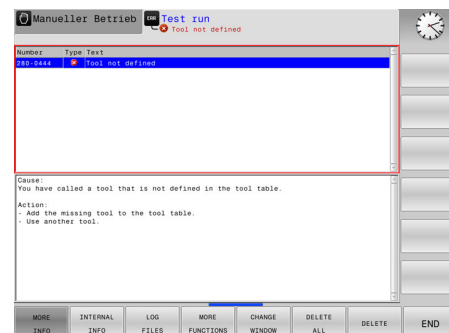 Manueller Betrieb
Test run
Tool not defined
Number Type Text
280-0444 Tool not defined
Cause:
You have called a tool that is not defined in the tool table.
Action:
- Add the missing tool to the tool table.
- Use another tool.
MORE INFO
INTERNAL INFO
LOG FILES
MORE FUNCTIONS
CHANGE WINDOW
DELETE ALL
DELETE
END